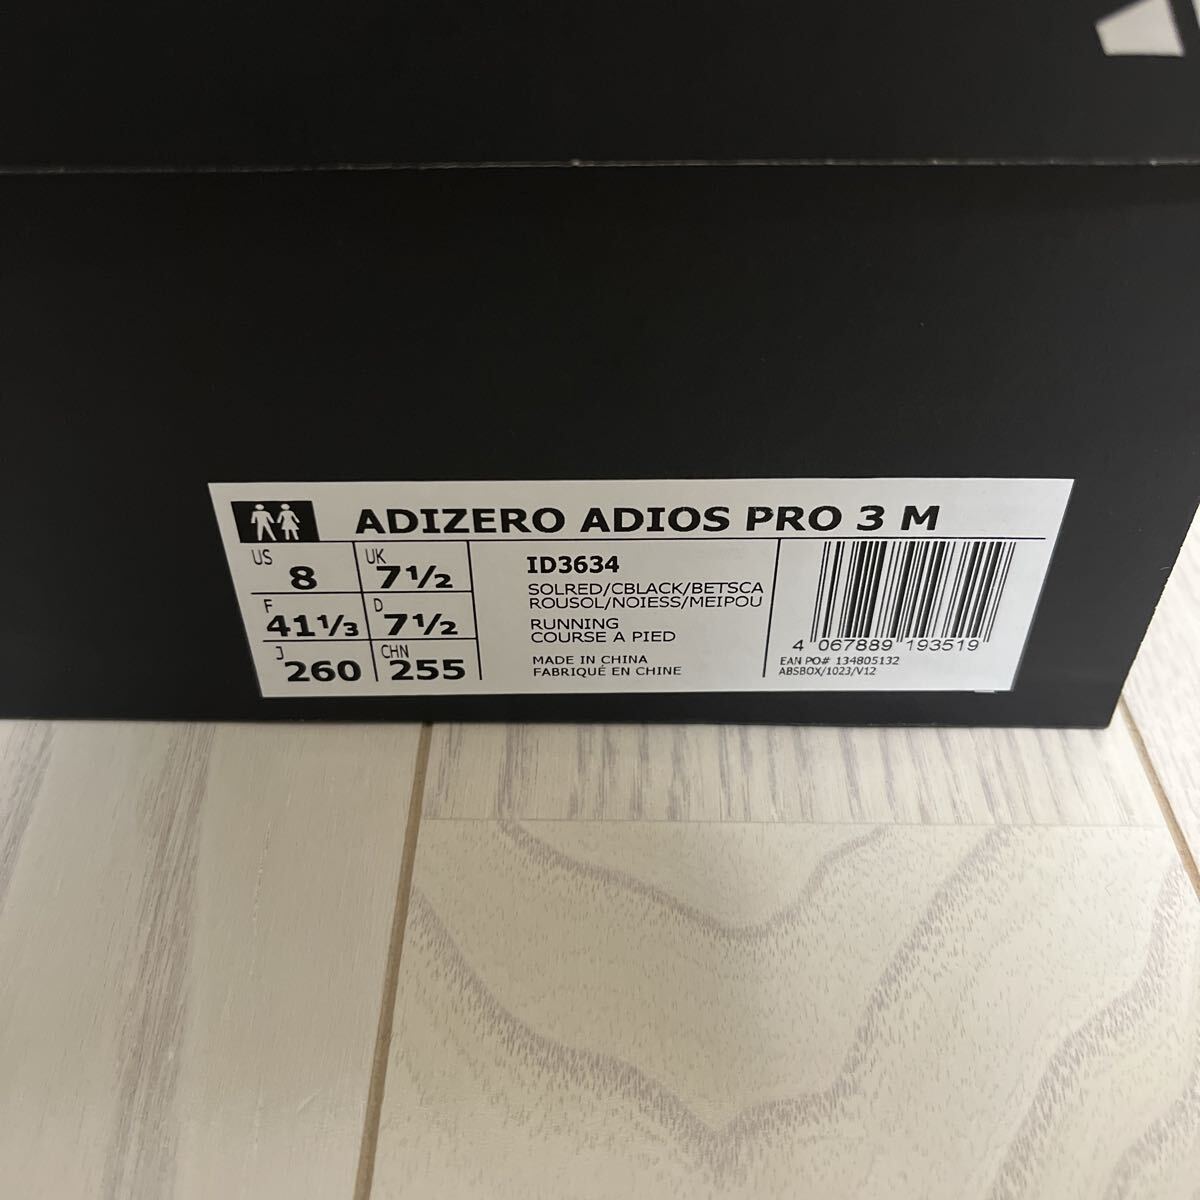 ADIZERO ADIOS PRO 3 M
US 8
UK 7½
F 41⅓
D 7½
J 260
CHN 255
ID3634
SOLRED/CBLACK/BETSCA
ROUSOL/NOIESS/MEIPOU
RUNNING
COURSE A PIED
MADE IN CHINA
FABRIQUÉ EN CHINE
4 067889 193519
EAN PO# 134805132
ABSBOX/1023/V12